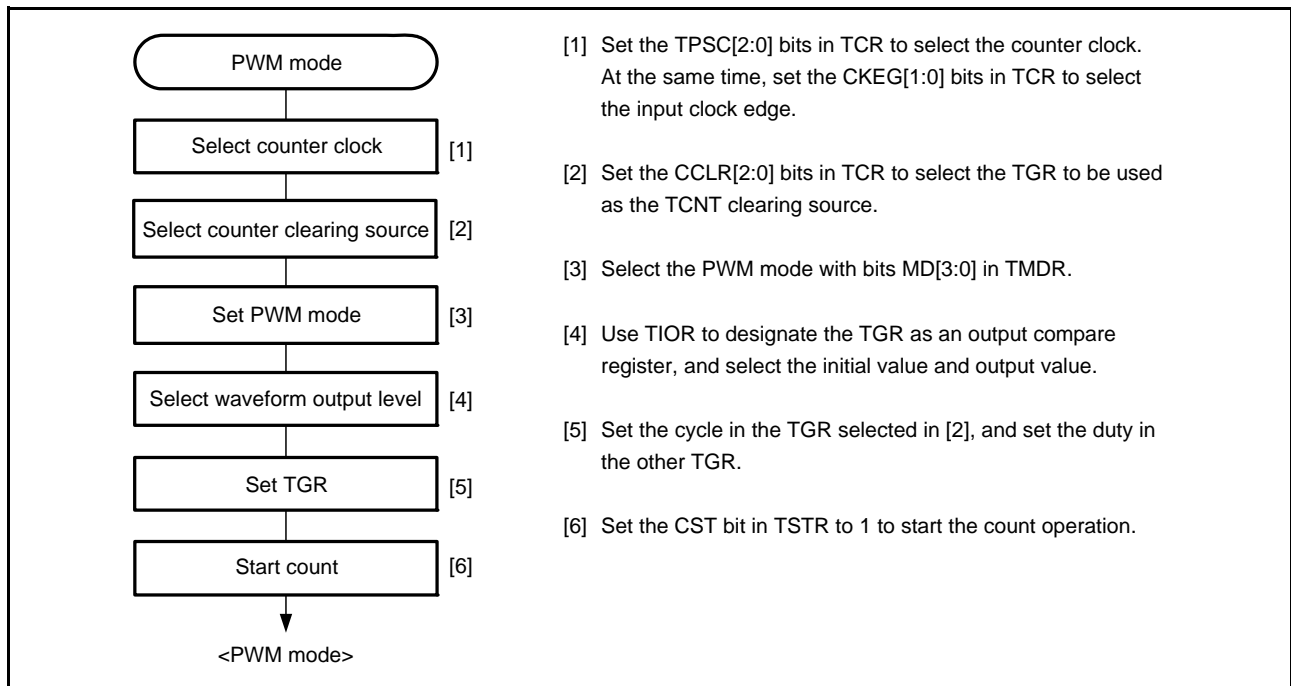 PWM mode
Select counter clock
[1]
Select counter clearing source
[2]
Set PWM mode
[3]
Select waveform output level
[4]
Set TGR
[5]
Start count
[6]
<PWM mode>
[1] Set the TPSC[2:0] bits in TCR to select the counter clock.
At the same time, set the CKEG[1:0] bits in TCR to select
the input clock edge.
[2] Set the CCLR[2:0] bits in TCR to select the TGR to be used
as the TCNT clearing source.
[3] Select the PWM mode with bits MD[3:0] in TMDR.
[4] Use TIOR to designate the TGR as an output compare
register, and select the initial value and output value.
[5] Set the cycle in the TGR selected in [2], and set the duty in
the other TGR.
[6] Set the CST bit in TSTR to 1 to start the count operation.